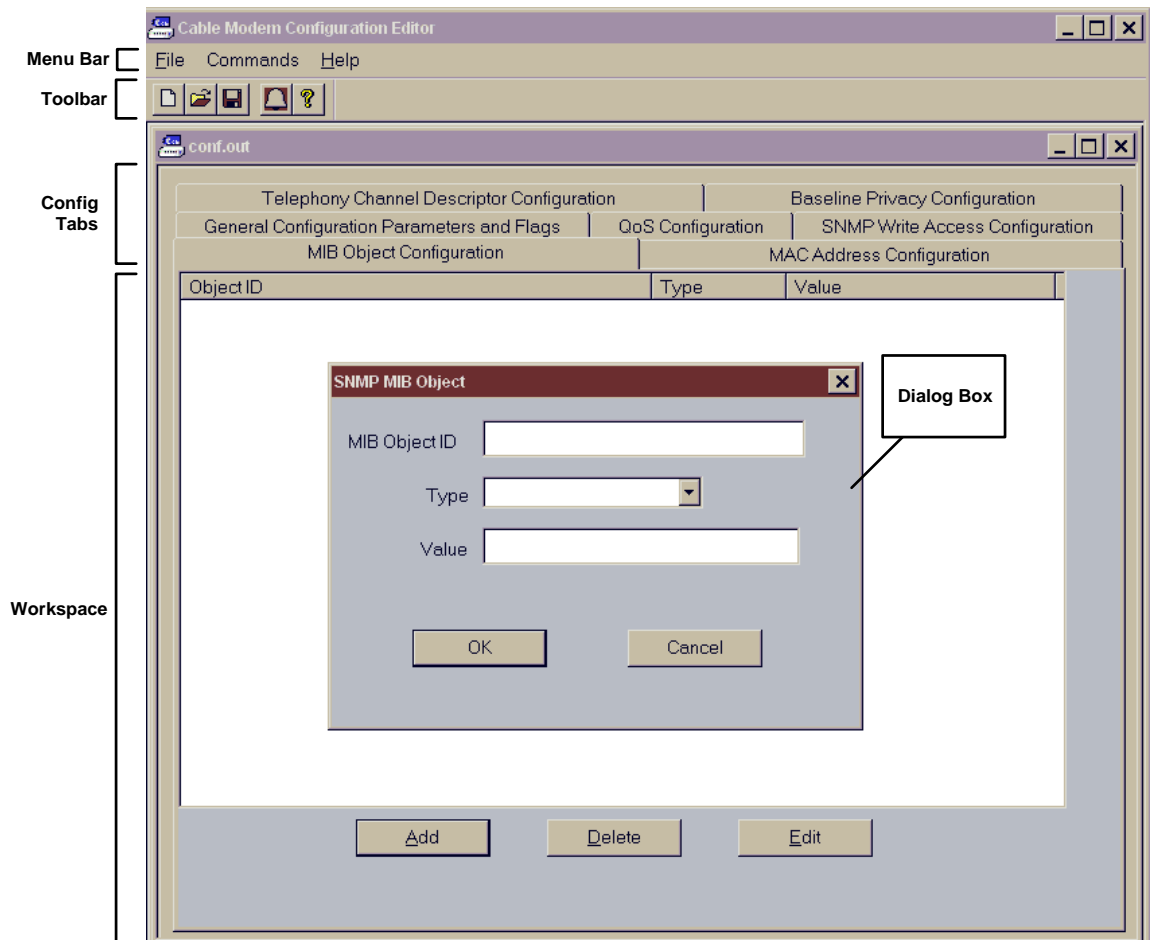 Cable Modem Configuration Editor
Menu Bar
File Commands Help
Toolbar
conf.out
Config
Tabs
Telephony Channel Descriptor Configuration
Baseline Privacy Configuration
General Configuration Parameters and Flags
QoS Configuration
SNMP Write Access Configuration
MIB Object Configuration
MAC Address Configuration
Object ID
Type
Value
SNMP MIB Object
Dialog Box
MIB Object ID
Type
Value
Workspace
OK
Cancel
Add
Delete
Edit